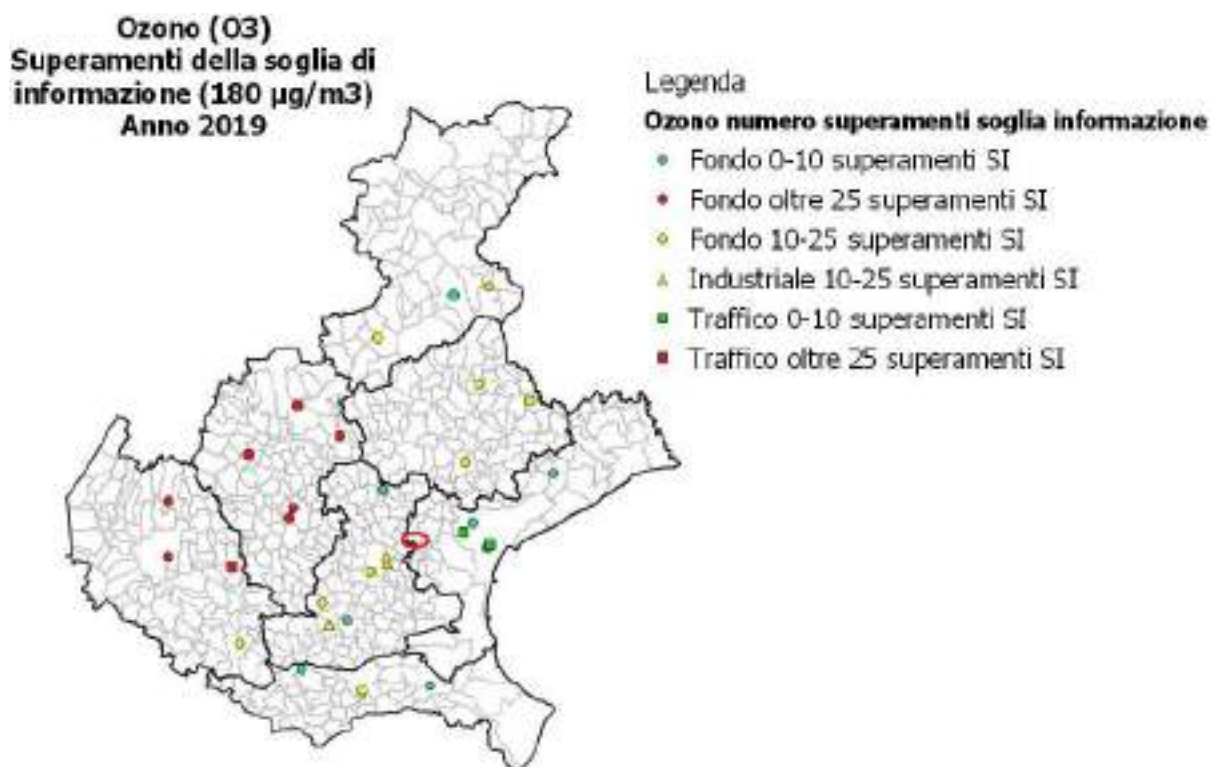 Ozono (O3)
Superamenti della soglia di
informazione (180 µg/m3)
Anno 2019
Legenda
Ozono numero superamenti soglia informazione
Fondo 0-10 superamenti SI
Fondo oltre 25 superamenti SI
Fondo 10-25 superamenti SI
Industriale 10-25 superamenti SI
Traffico 0-10 superamenti SI
Traffico oltre 25 superamenti SI